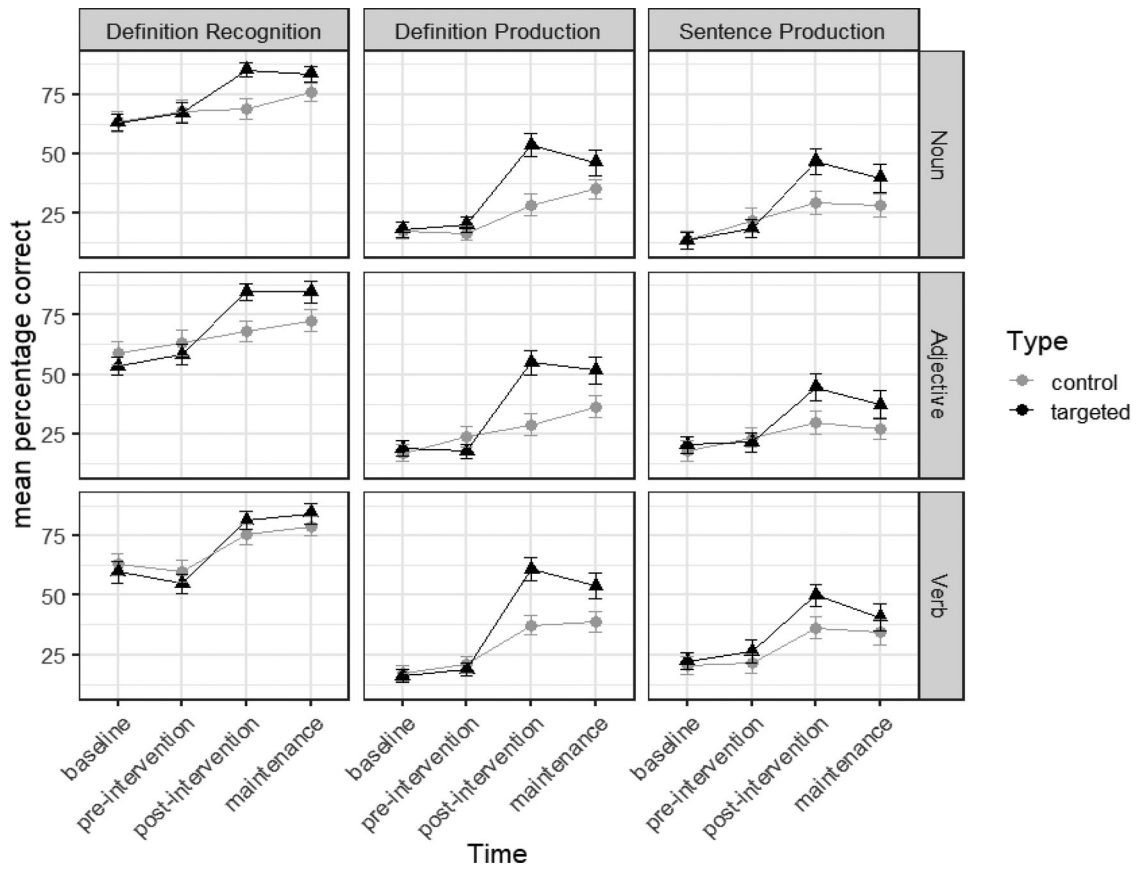 Definition Recognition
Definition Production
Sentence Production
mean percentage correct
75
50
25
Noun
75
50
25
Adjective
75
50
25
Verb
baseline
pre-intervention
post-intervention
maintenance
baseline
pre-intervention
post-intervention
maintenance
baseline
pre-intervention
post-intervention
maintenance
Time
Type
control
targeted